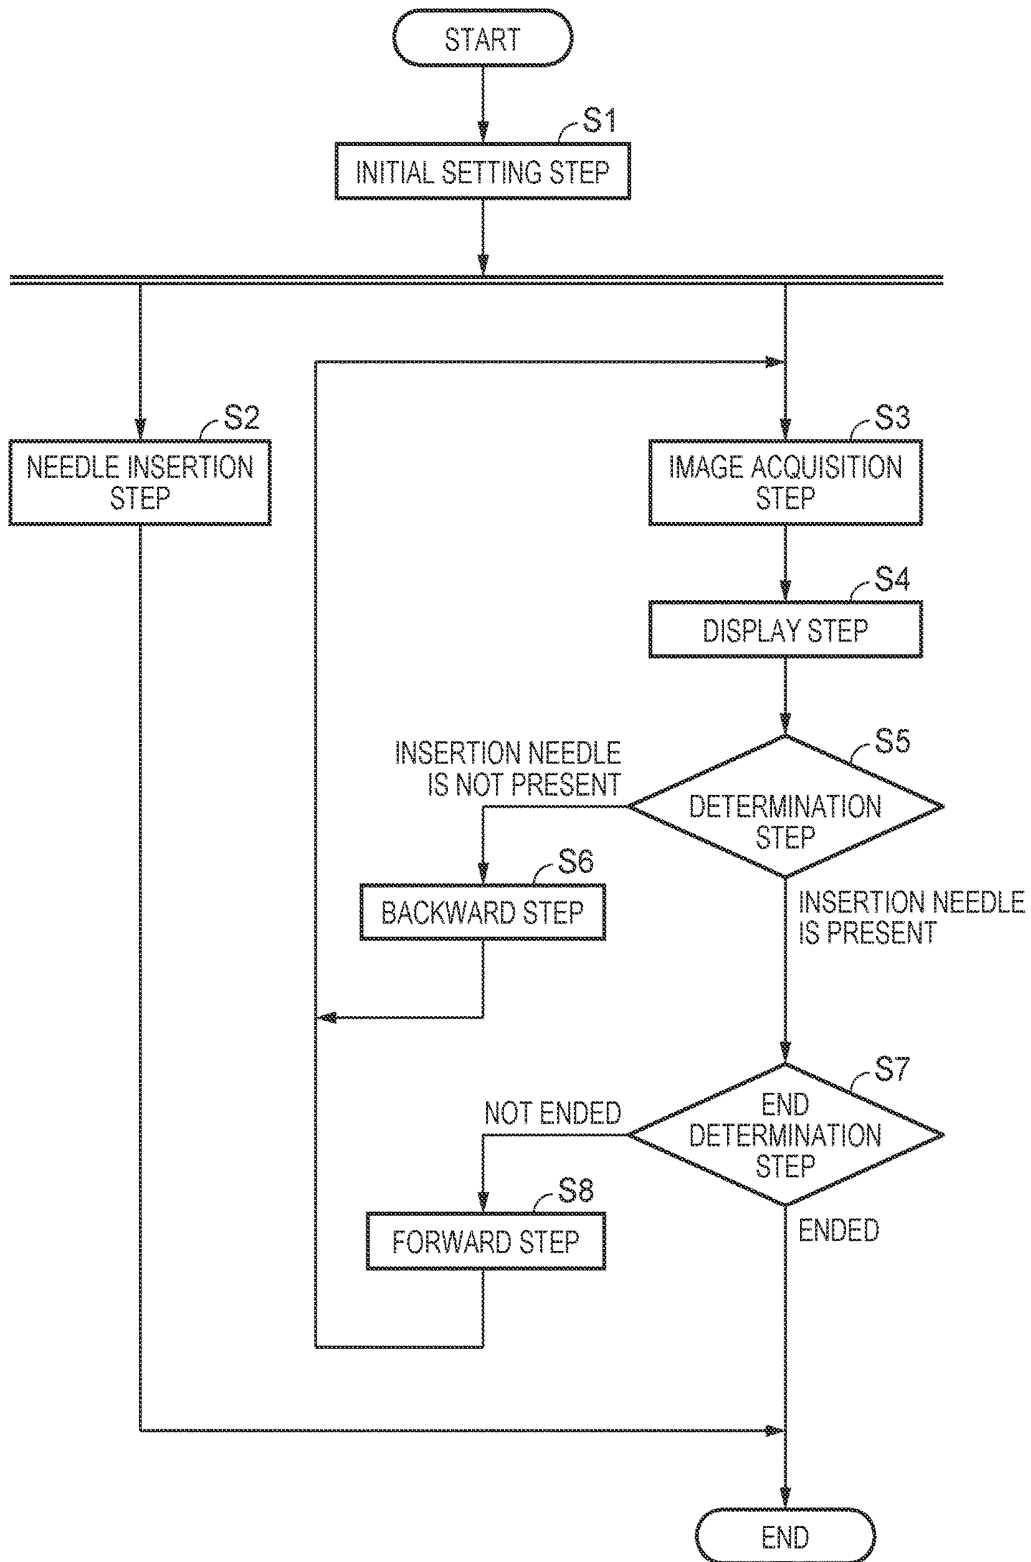 START
S1
INITIAL SETTING STEP
S2
NEEDLE INSERTION
STEP
S3
IMAGE ACQUISITION
STEP
S4
DISPLAY STEP
S5
DETERMINATION
STEP
INSERTION NEEDLE
IS NOT PRESENT
S6
BACKWARD STEP
INSERTION NEEDLE
IS PRESENT
S7
END
DETERMINATION
STEP
NOT ENDED
S8
FORWARD STEP
ENDED
END